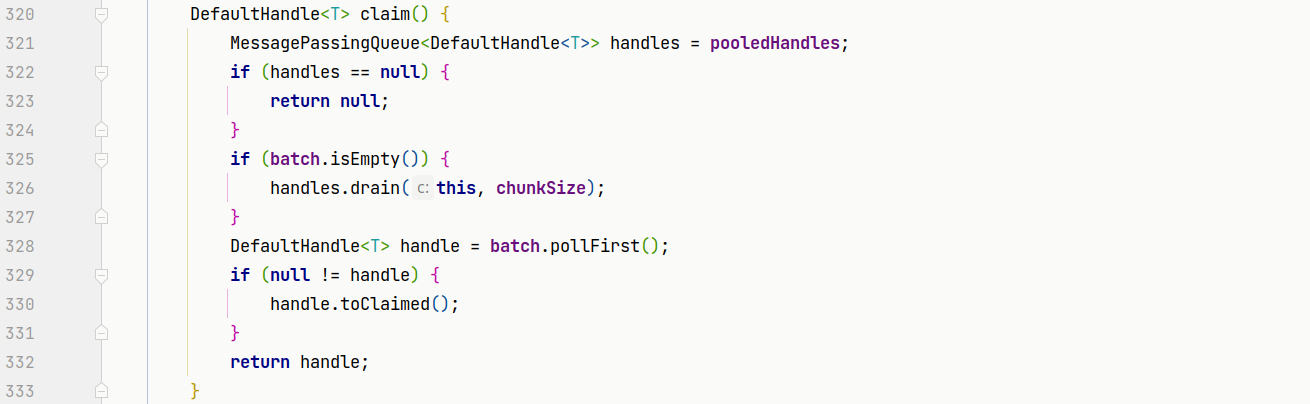 320 DefaultHandle<T> claim() {
321 MessagePassingQueue<DefaultHandle<T>> handles = pooledHandles;
322 if (handles == null) {
323 return null;
324 }
325 if (batch.isEmpty()) {
326 handles.drain( c: this, chunkSize);
327 }
328 DefaultHandle<T> handle = batch.pollFirst();
329 if (null != handle) {
330 handle.toClaimed();
331 }
332 return handle;
333 }